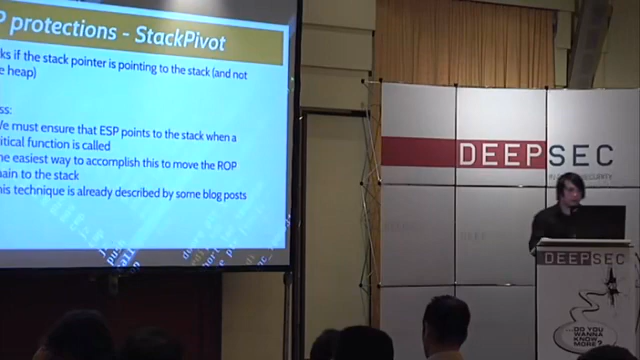 P protections - StackPivot
ks if the stack pointer is pointing to the stack (and not
e heap)
ss:
We must ensure that ESP points to the stack when a
itical function is called
he easiest way to accomplish this to move the ROP
hain to the stack
his technique is already described by some blog posts
DEEPSEC
DEEPSEC
...DO YOU
WANNA
KNOW
MORE?